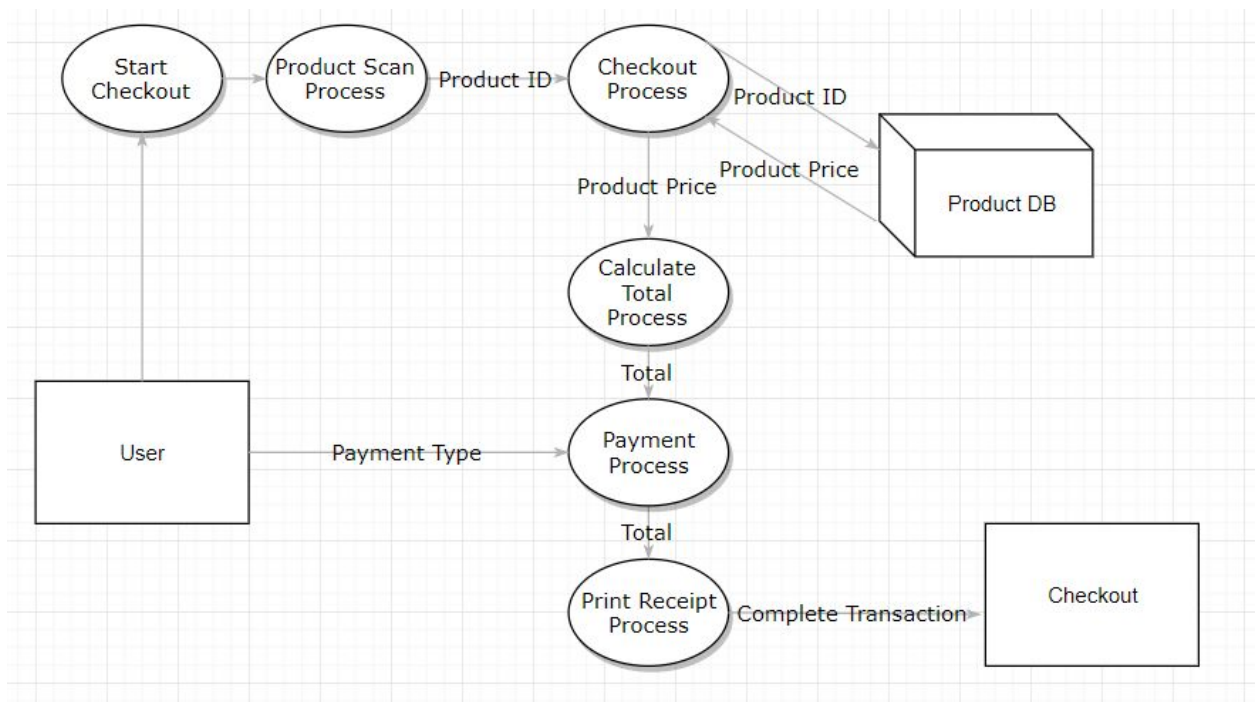 Start
Checkout
Product Scan
Process
Product ID
Checkout
Process
Product ID
Product Price
Product DB
Product Price
Calculate
Total
Process
Total
User
Payment Type
Payment
Process
Total
Print Receipt
Process
Complete Transaction
Checkout